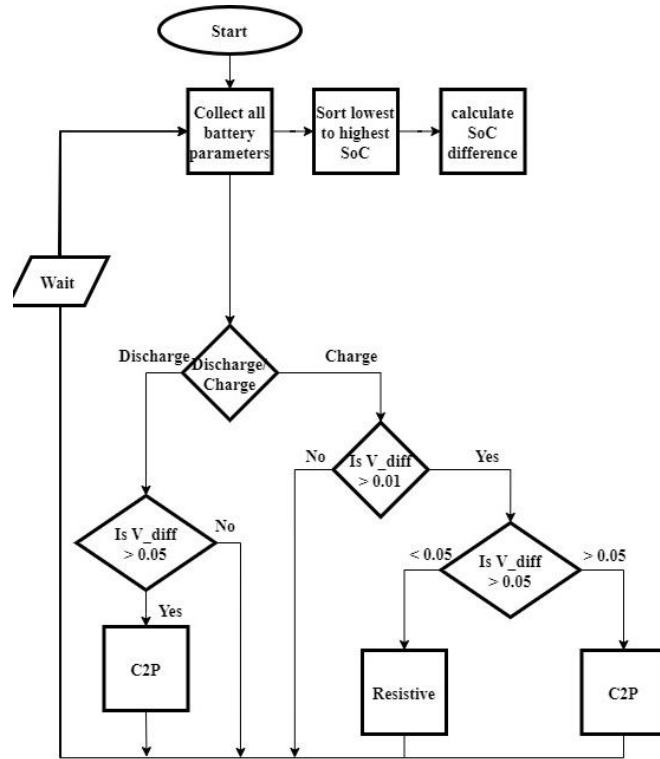 Start
Collect all
battery
parameters
Sort lowest
to highest
SoC
calculate
SoC
difference
Wait
Discharge
Discharge/
Charge
Charge
No
Is V_diff
> 0.01
Yes
Is V_diff
> 0.05
No
< 0.05
Is V_diff
> 0.05
> 0.05
Yes
C2P
Resistive
C2P